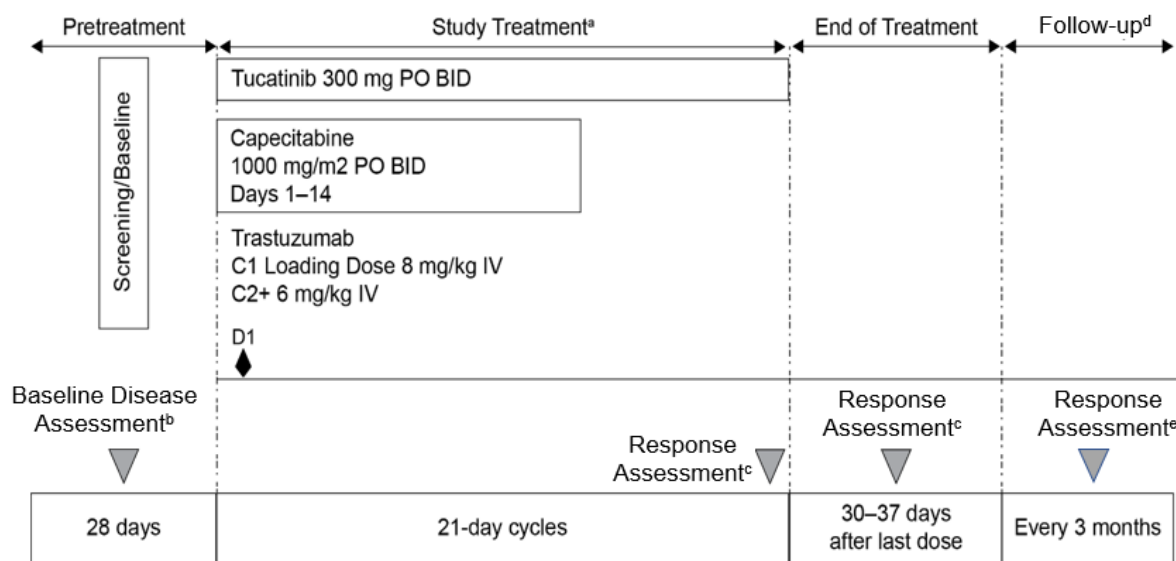 Pretreatment
Study Treatmentᵃ
End of Treatment
Follow-upᵈ
Screening/Baseline
Tucatinib 300 mg PO BID
Capecitabine
1000 mg/m2 PO BID
Days 1–14
Trastuzumab
C1 Loading Dose 8 mg/kg IV
C2+ 6 mg/kg IV
D1
Baseline Disease
Assessmentᵇ
Response
Assessmentᶜ
Response
Assessmentᶜ
Response
Assessmentᵉ
28 days
21-day cycles
30–37 days
after last dose
Every 3 months